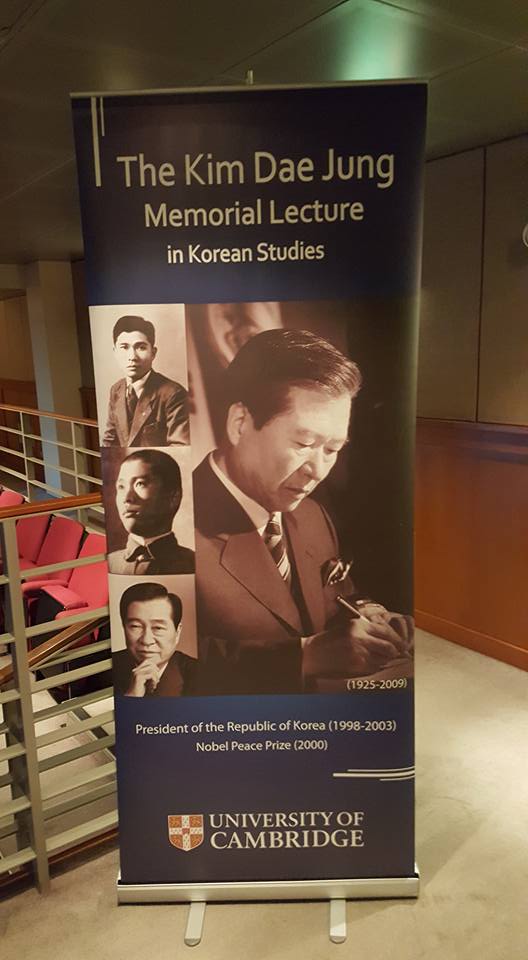 The Kim Dae Jung
Memorial Lecture
in Korean Studies
(1925-2009)
President of the Republic of Korea (1998-2003)
Nobel Peace Prize (2000)
UNIVERSITY OF
CAMBRIDGE